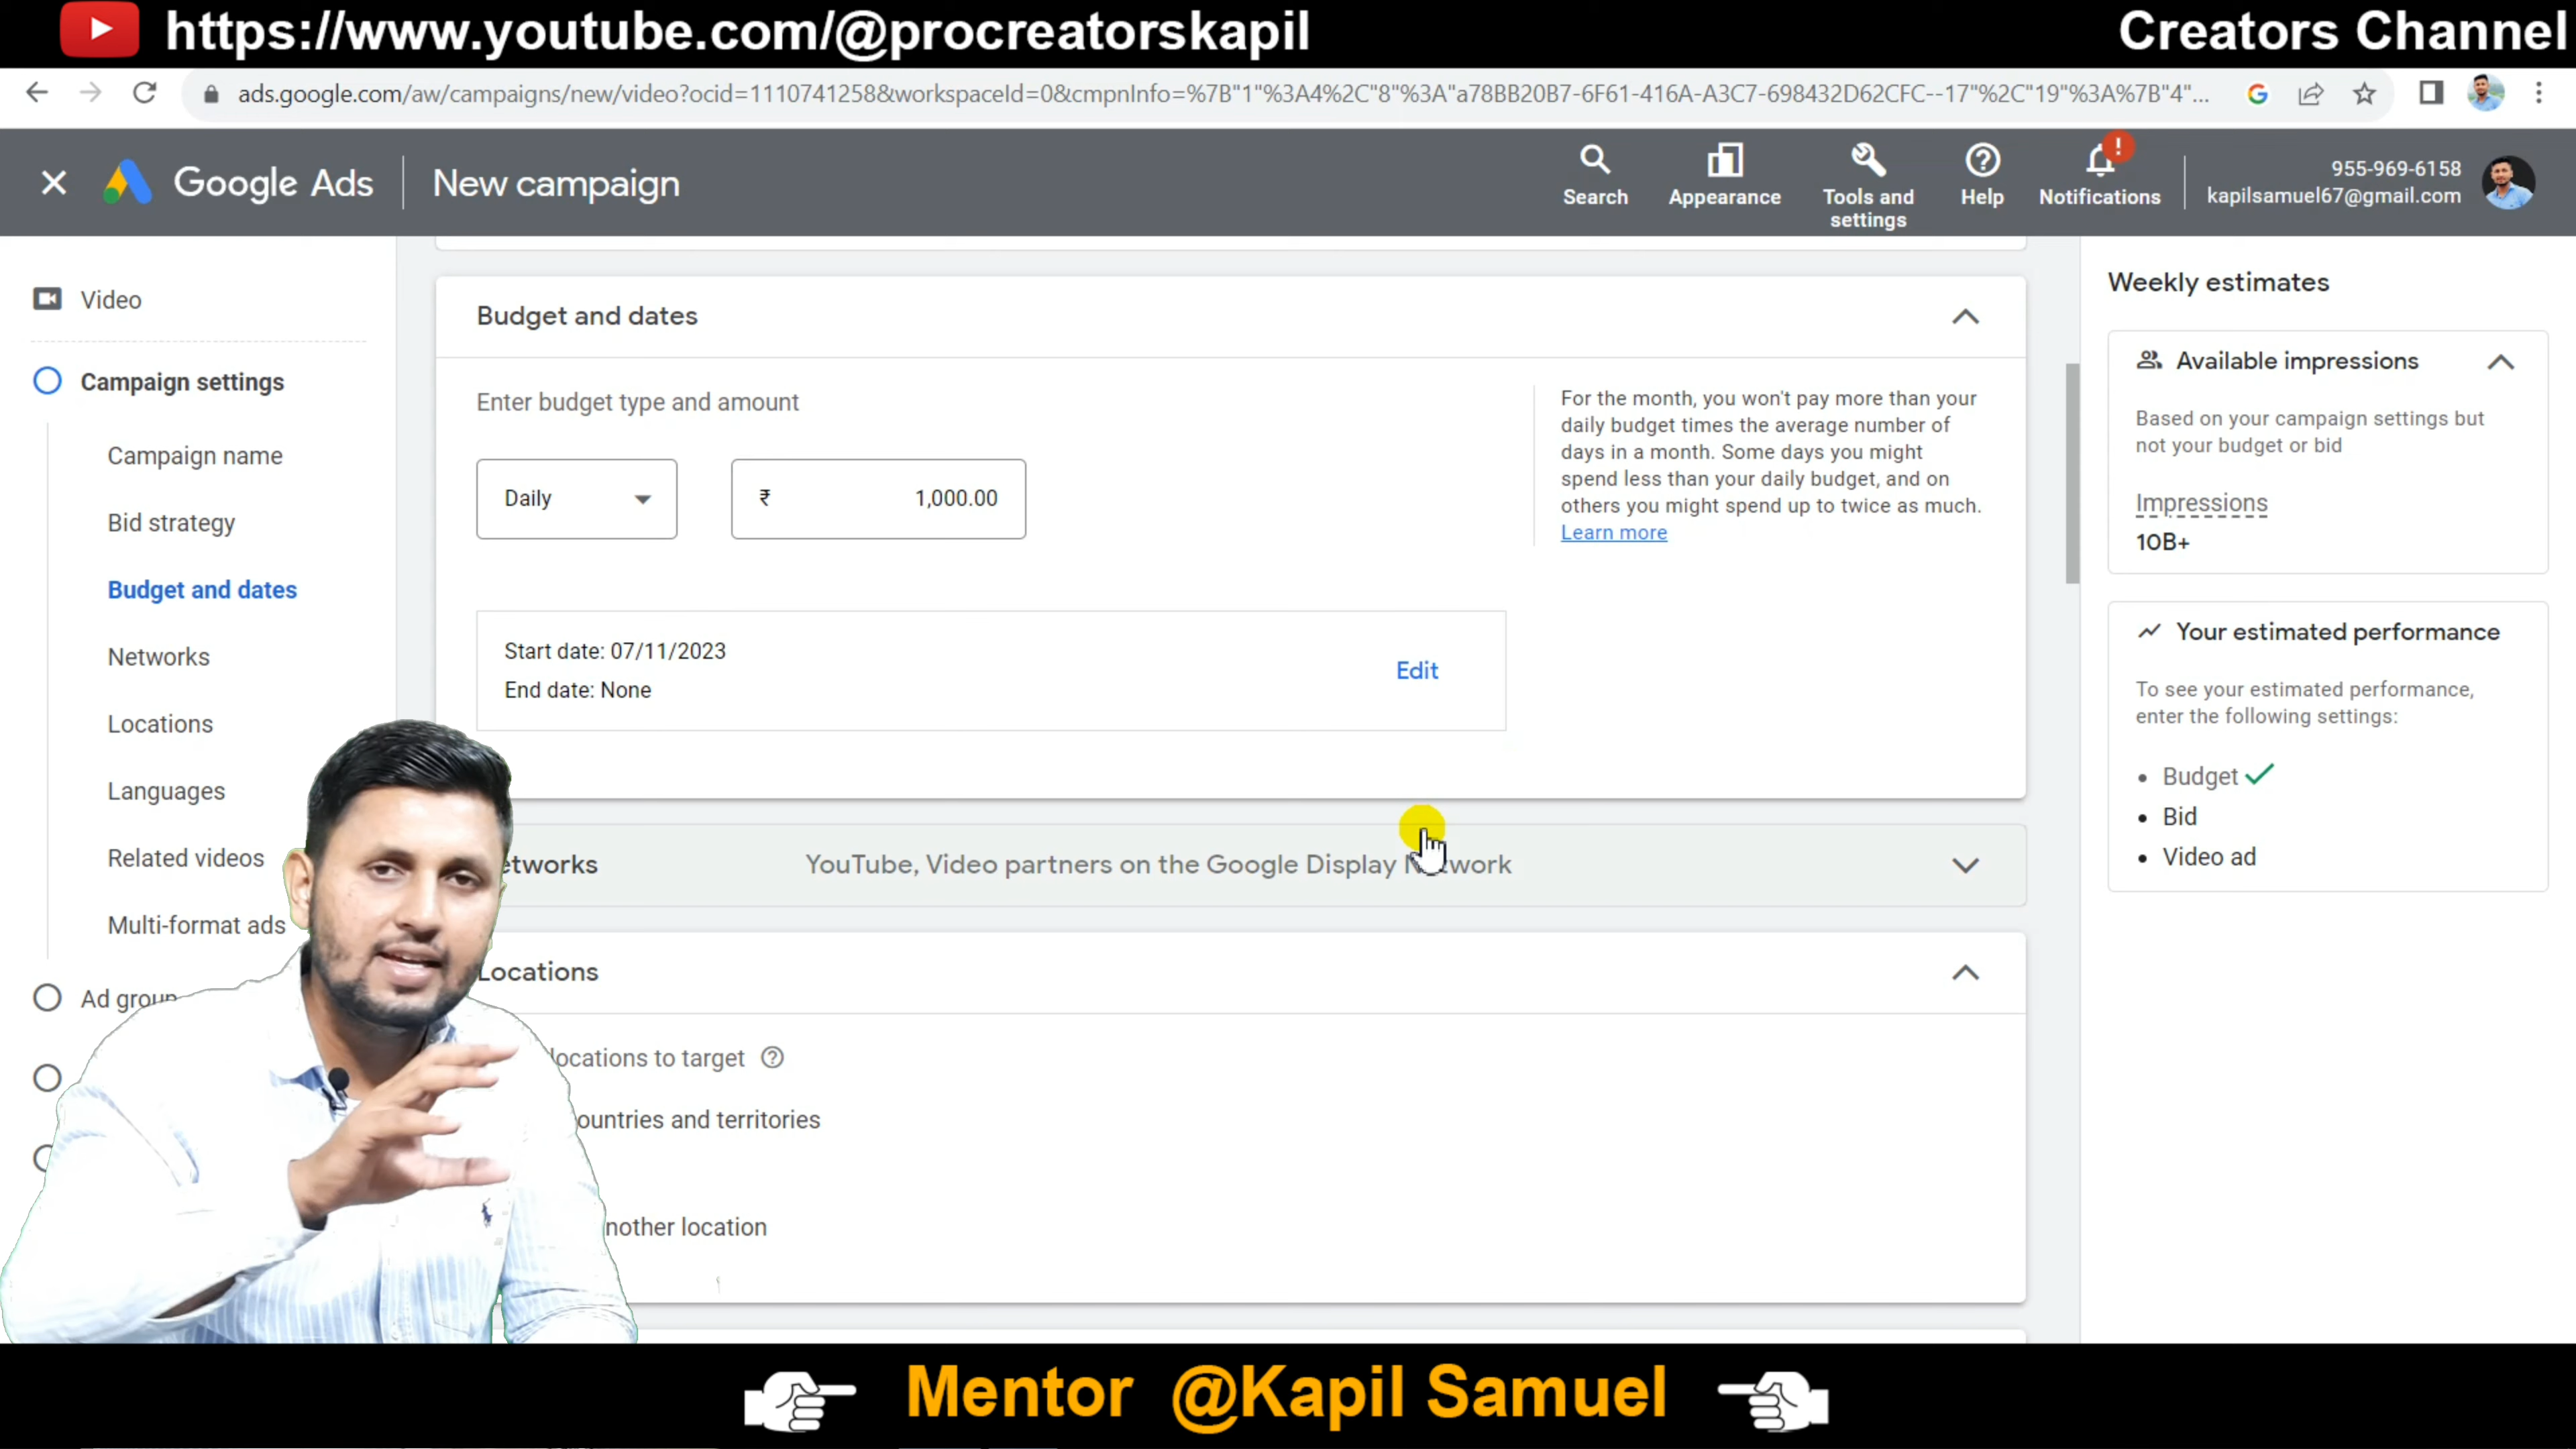 https://www.youtube.com/@procreatorskapil
Creators Channel
ads.google.com/aw/campaigns/new/video?ocid=1110741258&workspaceId=0&cmpnInfo=%7B"1"%3A4%2C"8"%3A"a78BB20B7-6F61-416A-A3C7-698432D62CFC--17"%2C"19"%3A%7B"4"...
Google Ads
New campaign
Search
Appearance
Tools and
settings
Help
Notifications
955-969-6158
kapilsamuel67@gmail.com
Video
Campaign settings
Campaign name
Bid strategy
Budget and dates
Networks
Locations
Languages
Related videos
Multi-format ads
Ad group
Budget and dates
Enter budget type and amount
Daily
₹ 1,000.00
For the month, you won't pay more than your
daily budget times the average number of
days in a month. Some days you might
spend less than your daily budget, and on
others you might spend up to twice as much.
Learn more
Start date: 07/11/2023
End date: None
Edit
etworks
YouTube, Video partners on the Google Display Network
Locations
locations to target
ountries and territories
nother location
Weekly estimates
Available impressions
Based on your campaign settings but
not your budget or bid
Impressions
10B+
Your estimated performance
To see your estimated performance,
enter the following settings:
• Budget
• Bid
• Video ad
Mentor @Kapil Samuel